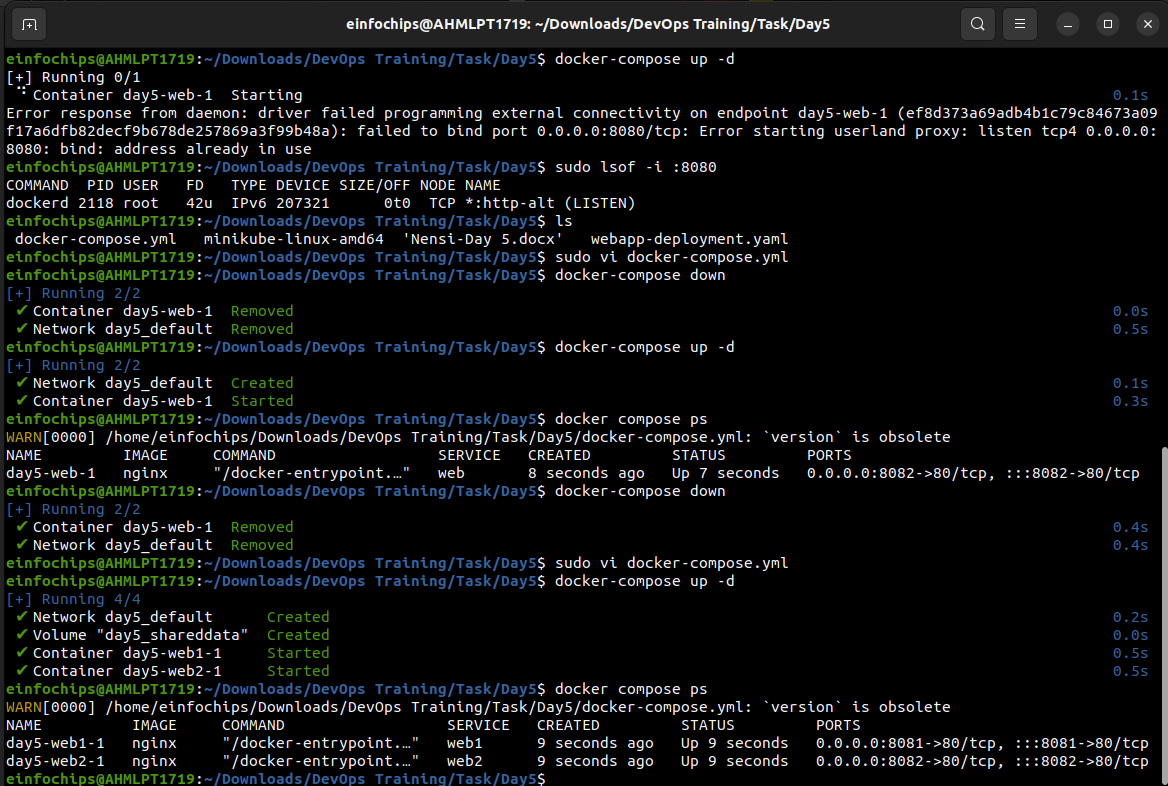 einfochips@AHMLPT1719: ~/Downloads/DevOps Training/Task/Day5
einfochips@AHMLPT1719:~/Downloads/DevOps Training/Task/Day5$ docker-compose up -d
[+] Running 0/1
 ⠋ Container day5-web-1  Starting 0.1s
Error response from daemon: driver failed programming external connectivity on endpoint day5-web-1 (ef8d373a69adb4b1c79c84673a09
f17a6dfb82decf9b678de257869a3f99b48a): failed to bind port 0.0.0.0:8080/tcp: Error starting userland proxy: listen tcp4 0.0.0.0:
8080: bind: address already in use
einfochips@AHMLPT1719:~/Downloads/DevOps Training/Task/Day5$ sudo lsof -i :8080
COMMAND  PID USER   FD   TYPE DEVICE SIZE/OFF NODE NAME
dockerd 2118 root   42u  IPv6 207321      0t0  TCP *:http-alt (LISTEN)
einfochips@AHMLPT1719:~/Downloads/DevOps Training/Task/Day5$ ls
 docker-compose.yml   minikube-linux-amd64  'Nensi-Day 5.docx'   webapp-deployment.yaml
einfochips@AHMLPT1719:~/Downloads/DevOps Training/Task/Day5$ sudo vi docker-compose.yml
einfochips@AHMLPT1719:~/Downloads/DevOps Training/Task/Day5$ docker-compose down
[+] Running 2/2
 ✔ Container day5-web-1  Removed 0.0s
 ✔ Network day5_default  Removed 0.5s
einfochips@AHMLPT1719:~/Downloads/DevOps Training/Task/Day5$ docker-compose up -d
[+] Running 2/2
 ✔ Network day5_default  Created 0.1s
 ✔ Container day5-web-1  Started 0.3s
einfochips@AHMLPT1719:~/Downloads/DevOps Training/Task/Day5$ docker compose ps
WARN[0000] /home/einfochips/Downloads/DevOps Training/Task/Day5/docker-compose.yml: `version` is obsolete
NAME         IMAGE     COMMAND                  SERVICE   CREATED         STATUS         PORTS
day5-web-1   nginx     "/docker-entrypoint.…"   web       8 seconds ago   Up 7 seconds   0.0.0.0:8082->80/tcp, :::8082->80/tcp
einfochips@AHMLPT1719:~/Downloads/DevOps Training/Task/Day5$ docker-compose down
[+] Running 2/2
 ✔ Container day5-web-1  Removed 0.4s
 ✔ Network day5_default  Removed 0.4s
einfochips@AHMLPT1719:~/Downloads/DevOps Training/Task/Day5$ sudo vi docker-compose.yml
einfochips@AHMLPT1719:~/Downloads/DevOps Training/Task/Day5$ docker-compose up -d
[+] Running 4/4
 ✔ Network day5_default      Created 0.2s
 ✔ Volume "day5_shareddata"  Created 0.0s
 ✔ Container day5-web1-1     Started 0.5s
 ✔ Container day5-web2-1     Started 0.5s
einfochips@AHMLPT1719:~/Downloads/DevOps Training/Task/Day5$ docker compose ps
WARN[0000] /home/einfochips/Downloads/DevOps Training/Task/Day5/docker-compose.yml: `version` is obsolete
NAME          IMAGE     COMMAND                  SERVICE   CREATED         STATUS         PORTS
day5-web1-1   nginx     "/docker-entrypoint.…"   web1      9 seconds ago   Up 9 seconds   0.0.0.0:8081->80/tcp, :::8081->80/tcp
day5-web2-1   nginx     "/docker-entrypoint.…"   web2      9 seconds ago   Up 9 seconds   0.0.0.0:8082->80/tcp, :::8082->80/tcp
einfochips@AHMLPT1719:~/Downloads/DevOps Training/Task/Day5$